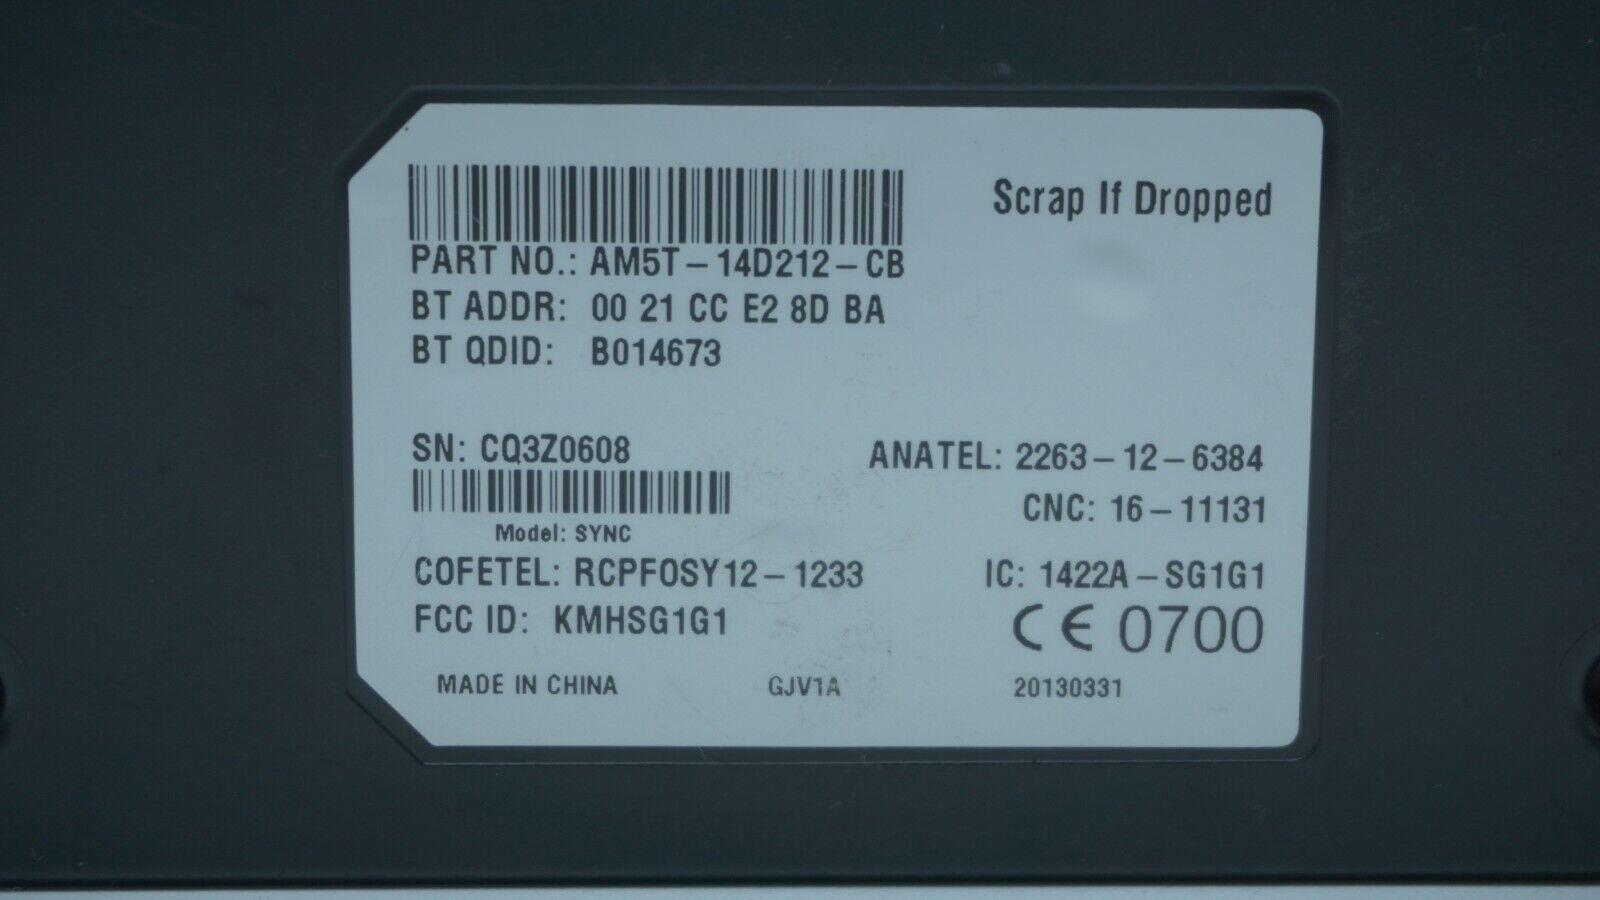 Scrap If Dropped
PART NO.: AM5T-14D212-CB
BT ADDR: 00 21 CC E2 8D BA
BT QDID: B014673
SN: CQ3Z0608
ANATEL: 2263-12-6384
CNC: 16-11131
Model: SYNC
COFETEL: RCPFOSY12-1233
IC: 1422A-SG1G1
FCC ID: KMHSG1G1
CE 0700
MADE IN CHINA
GJV1A
20130331